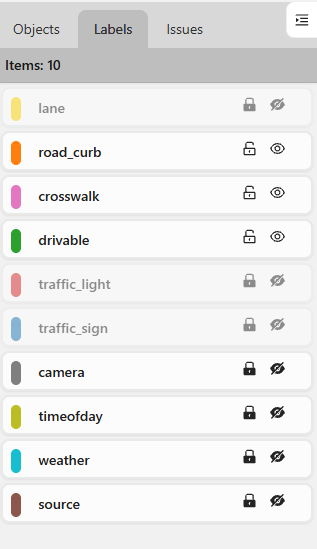 Objects Labels Issues
Items: 10
lane
road_curb
crosswalk
drivable
traffic_light
traffic_sign
camera
timeofday
weather
source